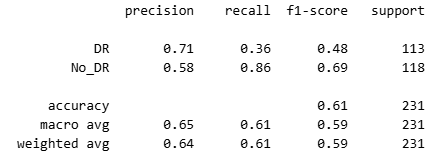 precision recall f1-score support
DR 0.71 0.36 0.48 113
No_DR 0.58 0.86 0.69 118
accuracy 0.61 231
macro avg 0.65 0.61 0.59 231
weighted avg 0.64 0.61 0.59 231